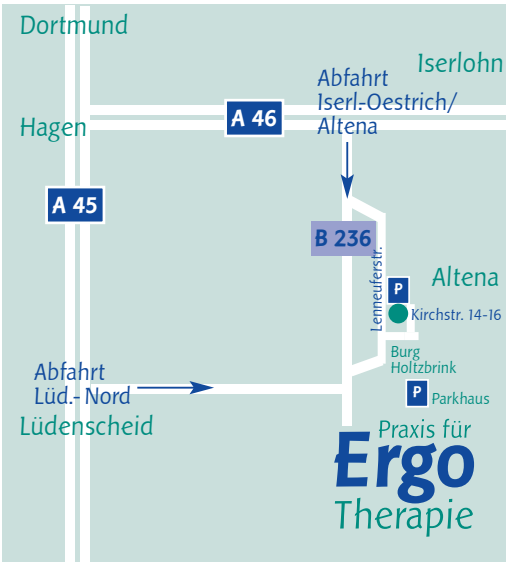 Dortmund
Iserlohn
Abfahrt
Iserl.-Oestrich/
Altena
Hagen
A 46
A 45
B 236
Lenneuferstr.
Altena
P
Kirchstr. 14-16
Burg
Holtzbrink
Abfahrt
Lüd.- Nord
P
Parkhaus
Lüdenscheid
Praxis für
Ergo
Therapie